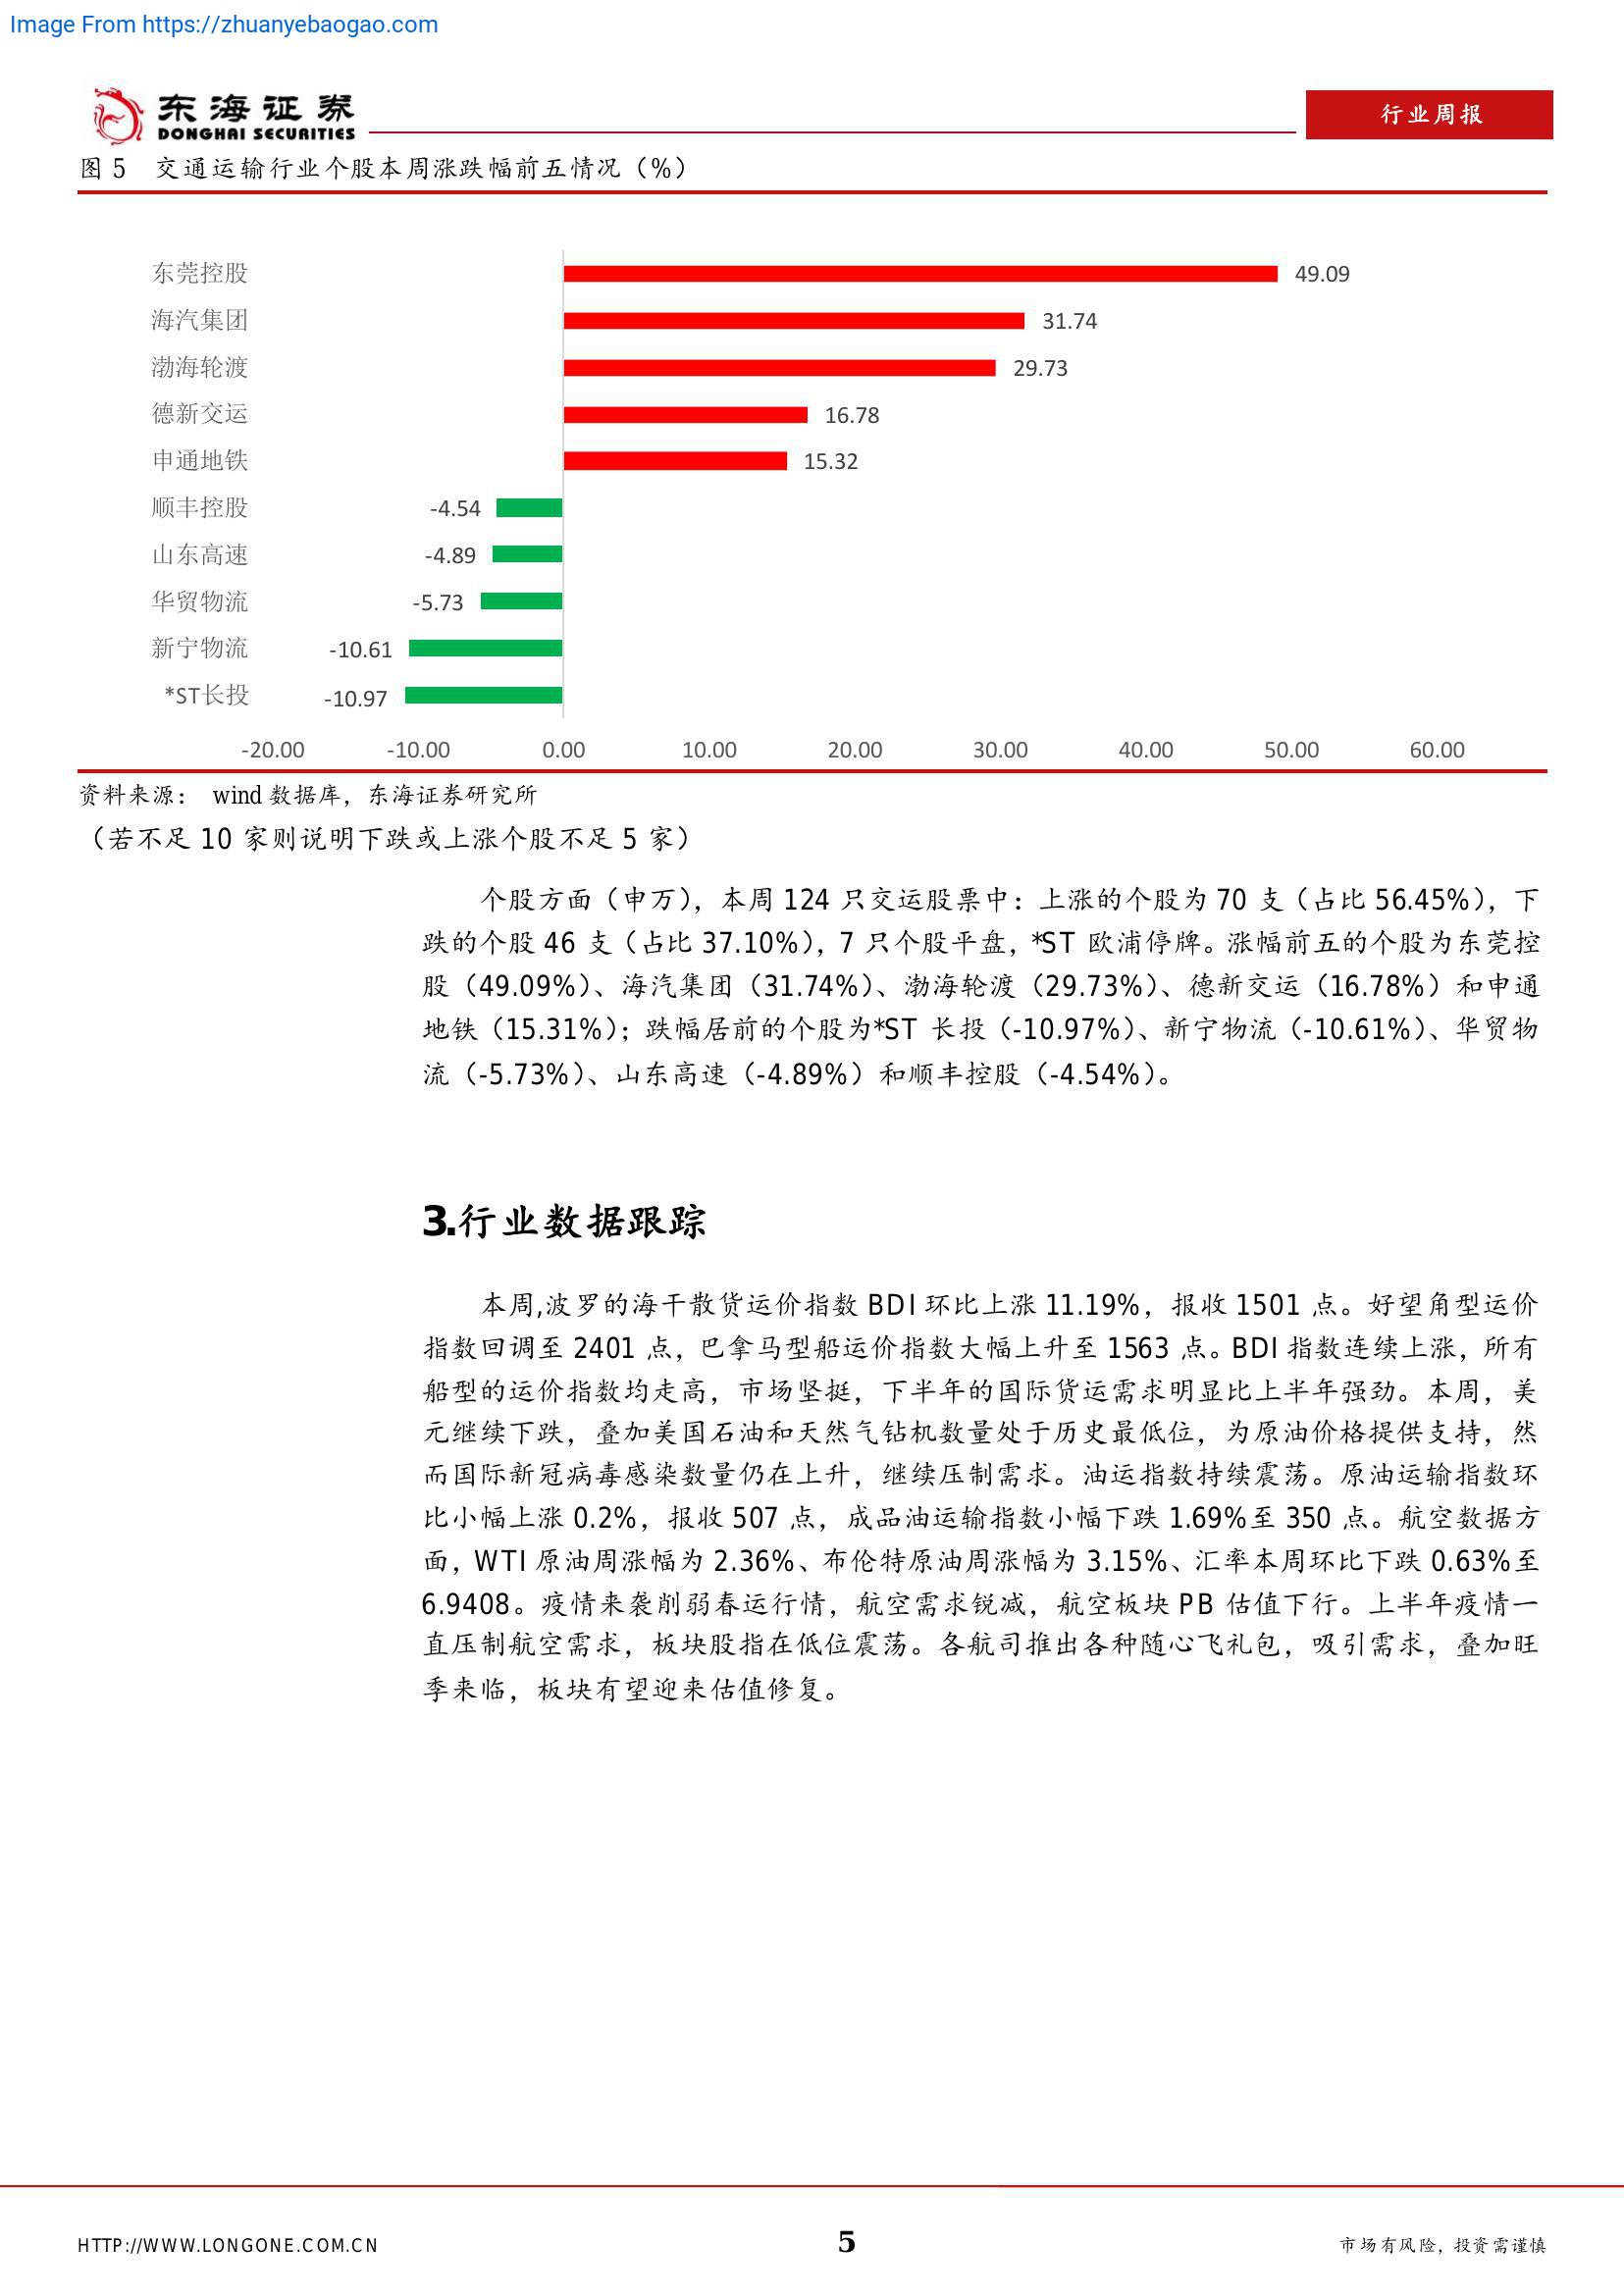 Image From https://zhuanyebaogao.com
东海证券
DONGHAI SECURITIES
行业周报
图 5 交通运输行业个股本周涨跌幅前五情况（%）
东莞控股 49.09
海汽集团 31.74
渤海轮渡 29.73
德新交运 16.78
申通地铁 15.32
顺丰控股 -4.54
山东高速 -4.89
华贸物流 -5.73
新宁物流 -10.61
*ST长投 -10.97
-20.00 -10.00 0.00 10.00 20.00 30.00 40.00 50.00 60.00
资料来源： wind 数据库，东海证券研究所
（若不足 10 家则说明下跌或上涨个股不足 5 家）
个股方面（申万），本周 124 只交运股票中：上涨的个股为 70 支（占比 56.45%），下
跌的个股 46 支（占比 37.10%），7 只个股平盘，*ST 欧浦停牌。涨幅前五的个股为东莞控
股（49.09%）、海汽集团（31.74%）、渤海轮渡（29.73%）、德新交运（16.78%）和申通
地铁（15.31%）；跌幅居前的个股为*ST 长投（-10.97%）、新宁物流（-10.61%）、华贸物
流（-5.73%）、山东高速（-4.89%）和顺丰控股（-4.54%）。
3.行业数据跟踪
本周,波罗的海干散货运价指数 BDI 环比上涨 11.19%，报收 1501 点。好望角型运价
指数回调至 2401 点，巴拿马型船运价指数大幅上升至 1563 点。BDI 指数连续上涨，所有
船型的运价指数均走高，市场坚挺，下半年的国际货运需求明显比上半年强劲。本周，美
元继续下跌，叠加美国石油和天然气钻机数量处于历史最低位，为原油价格提供支持，然
而国际新冠病毒感染数量仍在上升，继续压制需求。油运指数持续震荡。原油运输指数环
比小幅上涨 0.2%，报收 507 点，成品油运输指数小幅下跌 1.69%至 350 点。航空数据方
面，WTI 原油周涨幅为 2.36%、布伦特原油周涨幅为 3.15%、汇率本周环比下跌 0.63%至
6.9408。疫情来袭削弱春运行情，航空需求锐减，航空板块 PB 估值下行。上半年疫情一
直压制航空需求，板块股指在低位震荡。各航司推出各种随心飞礼包，吸引需求，叠加旺
季来临，板块有望迎来估值修复。
HTTP://WWW.LONGONE.COM.CN 5 市场有风险，投资需谨慎